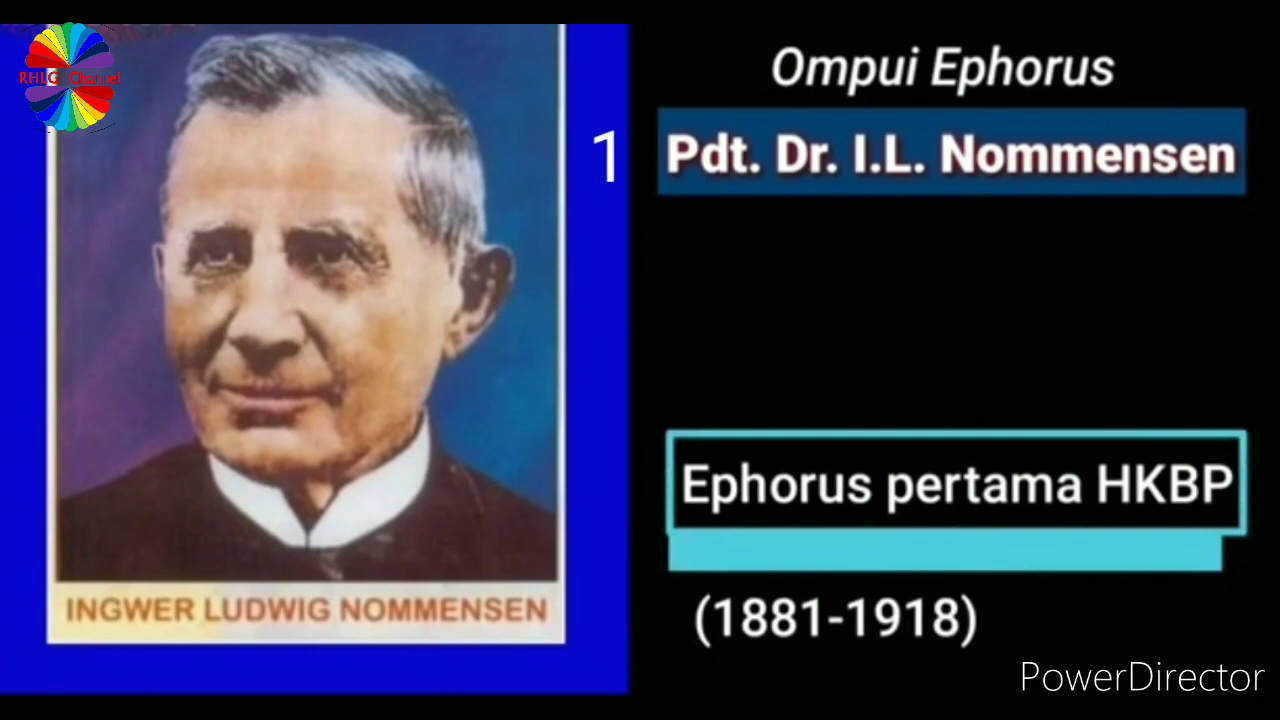 RHLG Channel
INGWER LUDWIG NOMMENSEN
1
Ompui Ephorus
Pdt. Dr. I.L. Nommensen
Ephorus pertama HKBP
(1881-1918)
PowerDirector